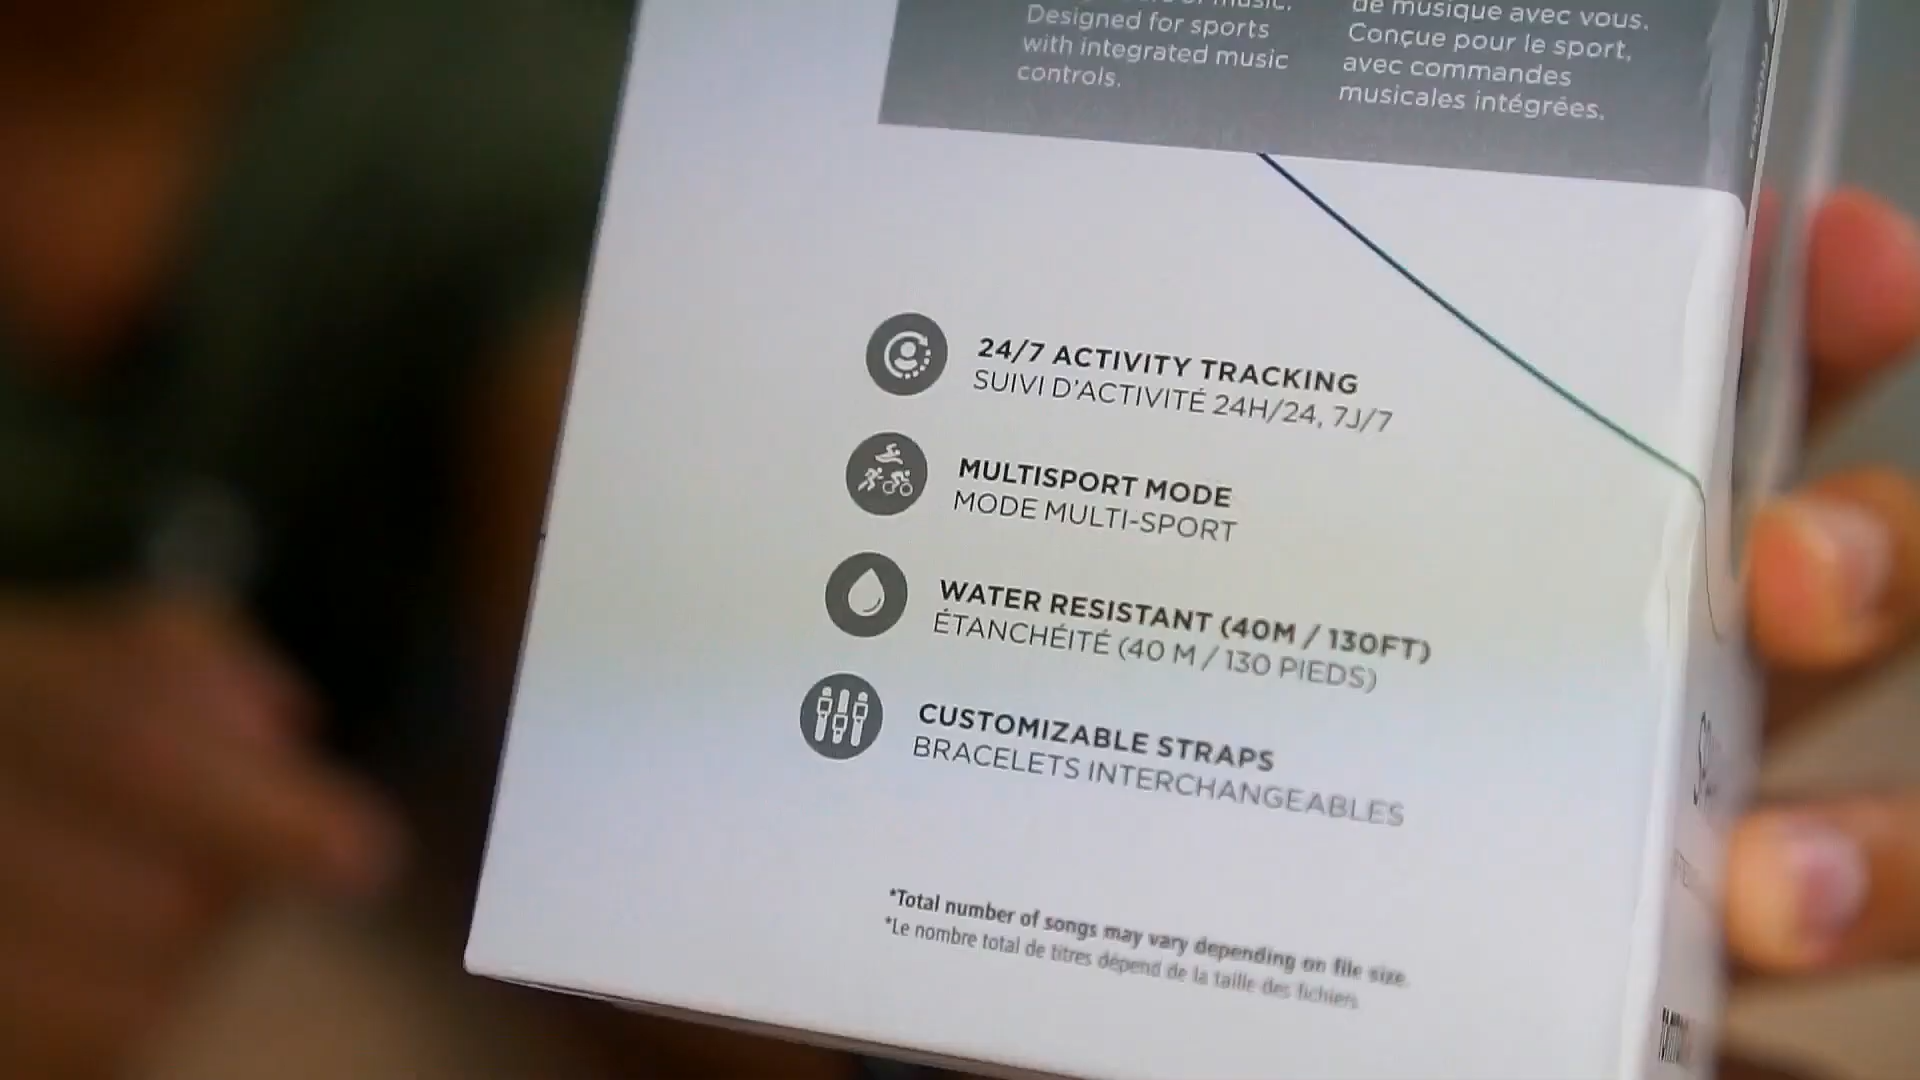 music.
Designed for sports
with integrated music
controls.
de musique avec vous.
Conçue pour le sport,
avec commandes
musicales intégrées.
24/7 ACTIVITY TRACKING
SUIVI D'ACTIVITÉ 24H/24, 7J/7
MULTISPORT MODE
MODE MULTI-SPORT
WATER RESISTANT (40M / 130FT)
ÉTANCHÉITÉ (40 M / 130 PIEDS)
CUSTOMIZABLE STRAPS
BRACELETS INTERCHANGEABLES
*Total number of songs may vary depending on file size.
*Le nombre total de titres dépend de la taille des fichiers.